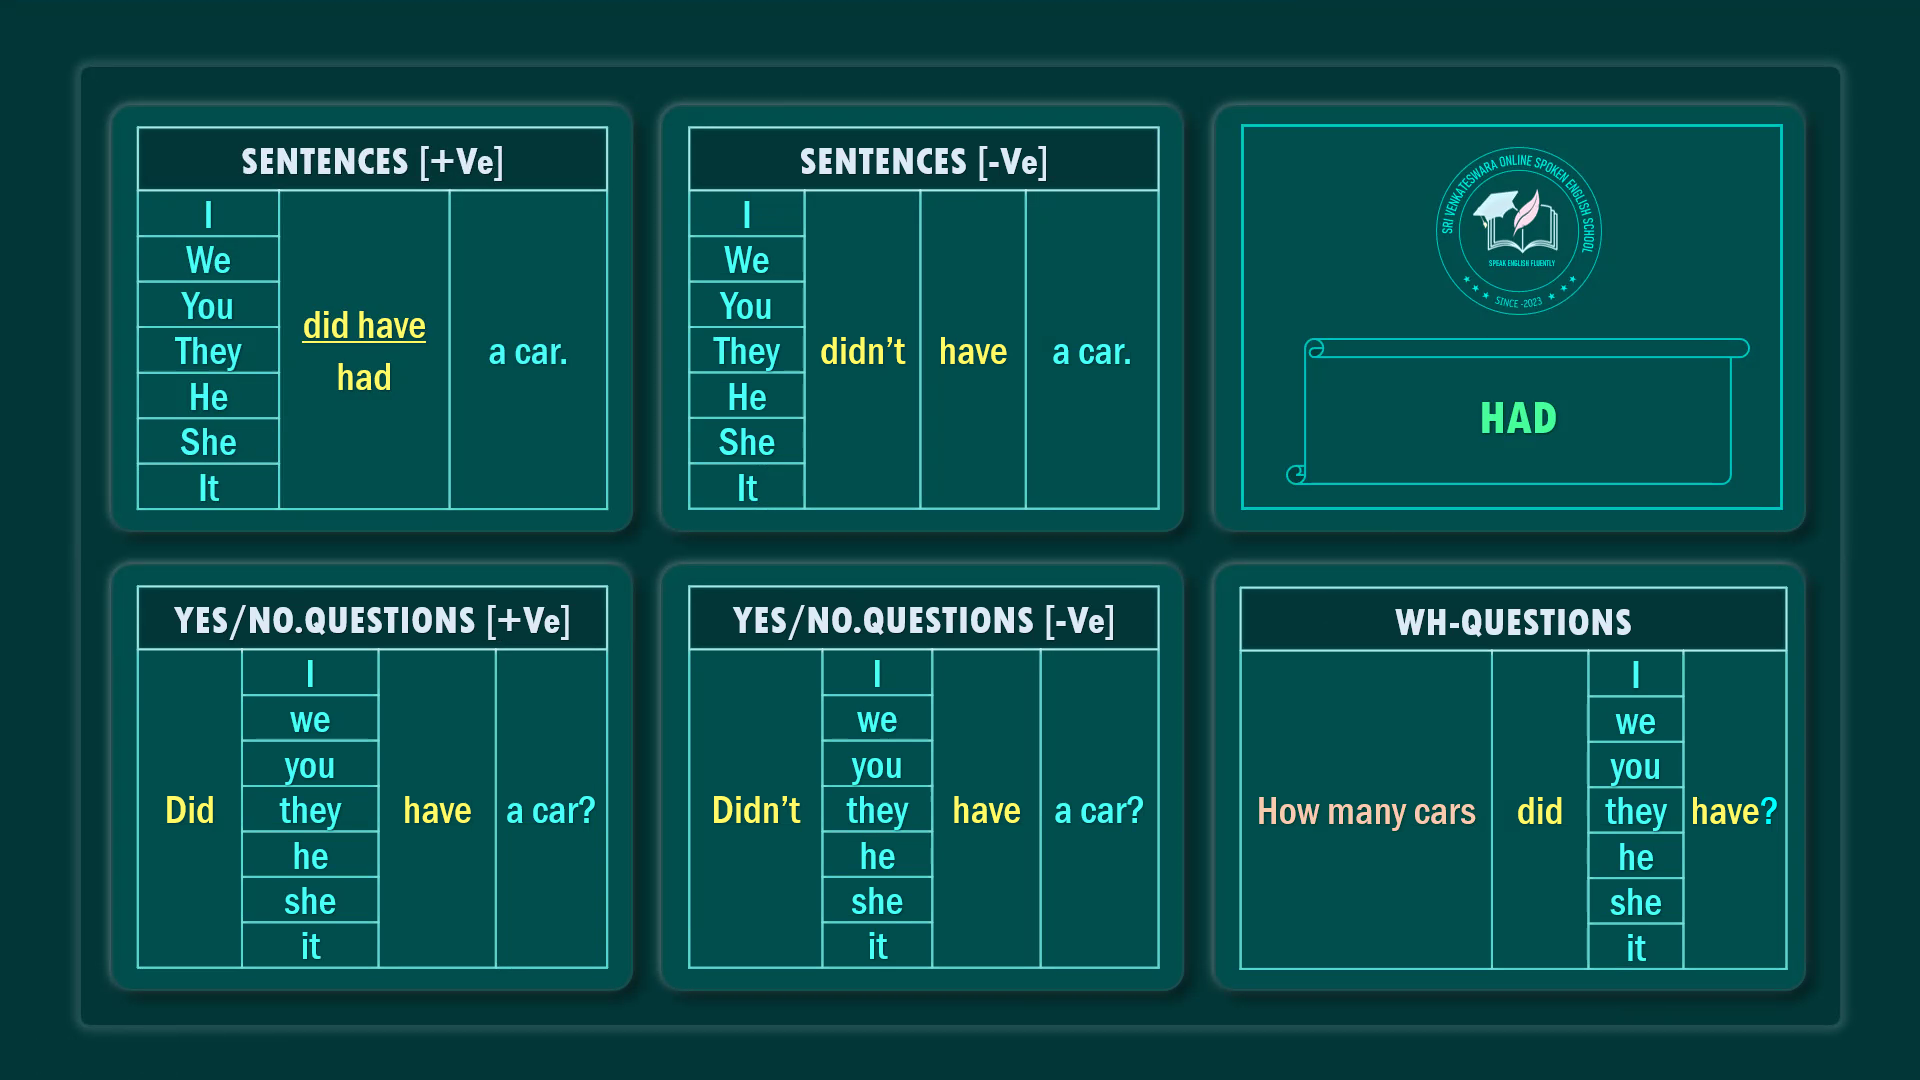 SENTENCES [+Ve]
I
We
You
They
He
She
It
did have
had
a car.
SENTENCES [-Ve]
I
We
You
They
He
She
It
didn’t
have
a car.
SRI VENKATESWARA ONLINE SPOKEN ENGLISH SCHOOL
SPEAK ENGLISH FLUENTLY
SINCE -2023
HAD
YES/NO.QUESTIONS [+Ve]
Did
I
we
you
they
he
she
it
have
a car?
YES/NO.QUESTIONS [-Ve]
Didn’t
I
we
you
they
he
she
it
have
a car?
WH-QUESTIONS
How many cars
did
I
we
you
they
he
she
it
have?